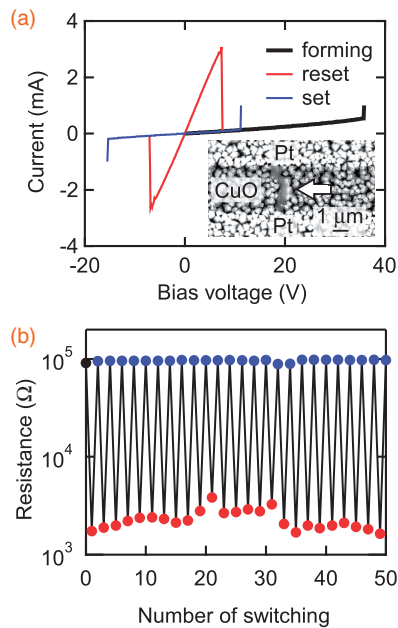 (a)
4
2
0
-2
-4
Current (mA)
forming
reset
set
Pt
CuO
1 μm
Pt
-20 0 20 40
Bias voltage (V)
(b)
10^5
10^4
10^3
Resistance (Ω)
0 10 20 30 40 50
Number of switching